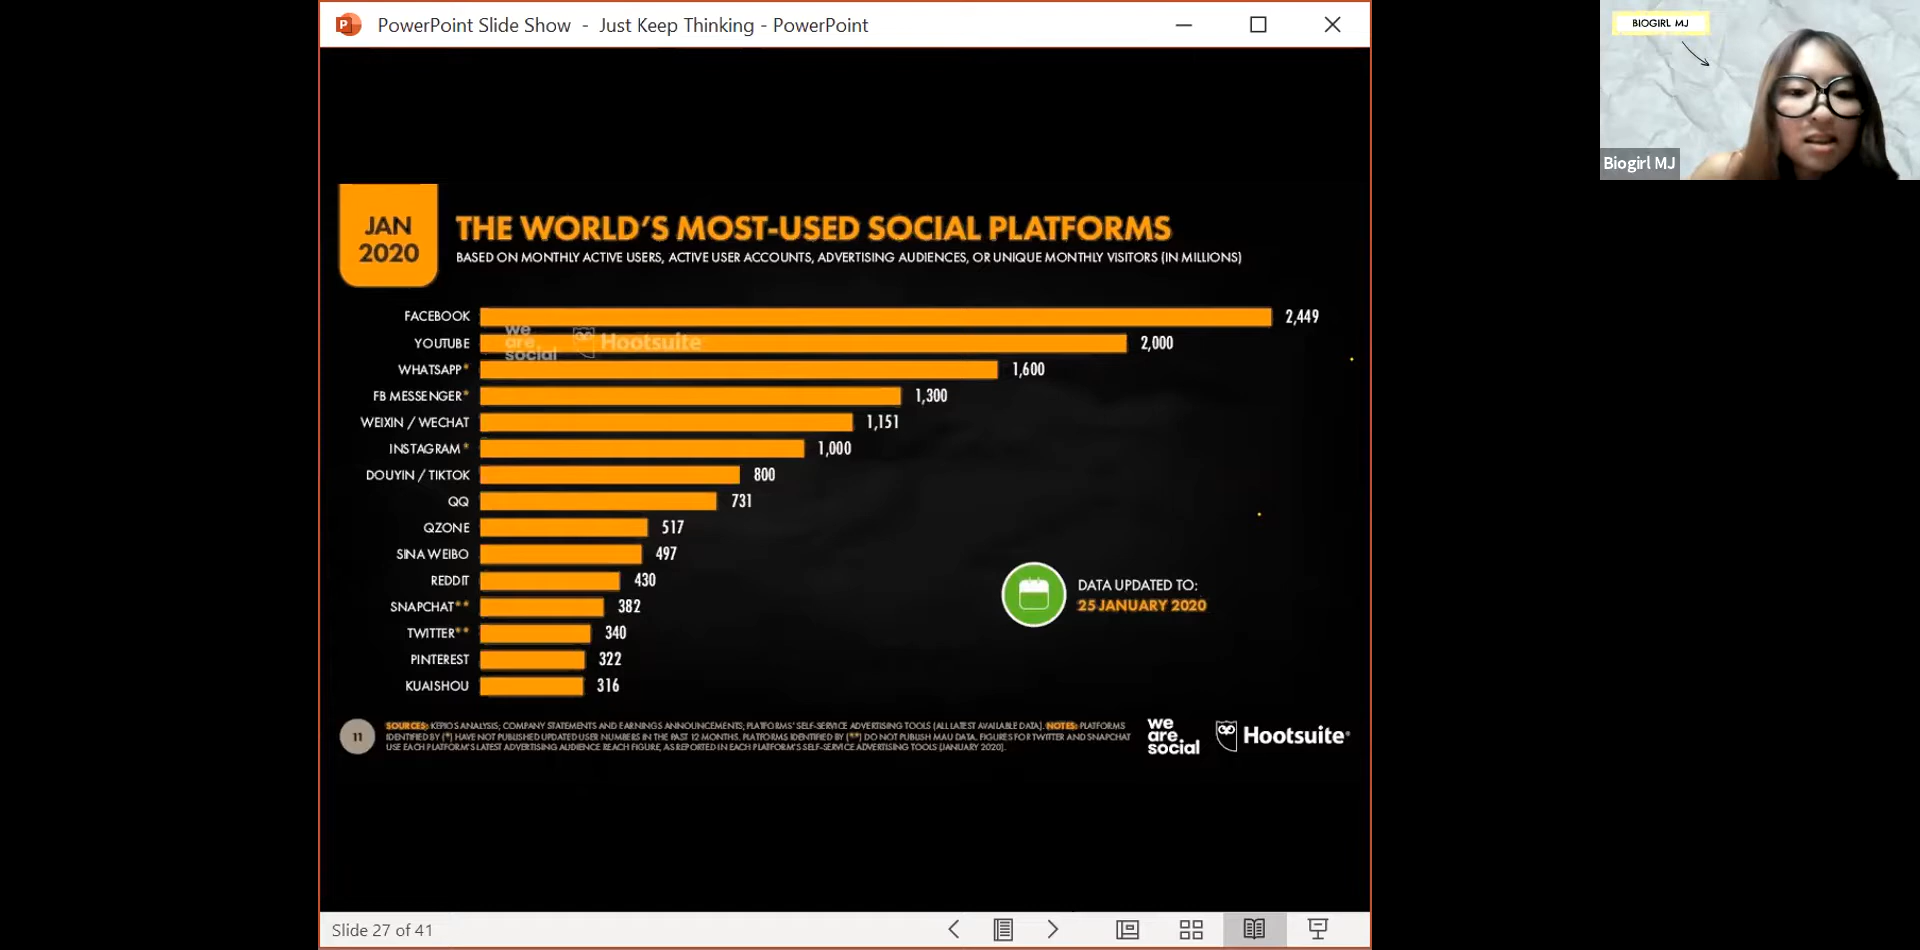 PowerPoint Slide Show - Just Keep Thinking - PowerPoint
BIOGIRL MJ
Biogirl MJ
JAN
2020
THE WORLD'S MOST-USED SOCIAL PLATFORMS
BASED ON MONTHLY ACTIVE USERS, ACTIVE USER ACCOUNTS, ADVERTISING AUDIENCES, OR UNIQUE MONTHLY VISITORS (IN MILLIONS)
FACEBOOK 2,449
we are social Hootsuite
YOUTUBE 2,000
WHATSAPP* 1,600
FB MESSENGER* 1,300
WEIXIN / WECHAT 1,151
INSTAGRAM* 1,000
DOUYIN / TIKTOK 800
QQ 731
QZONE 517
SINA WEIBO 497
REDDIT 430
SNAPCHAT** 382
TWITTER** 340
PINTEREST 322
KUAISHOU 316
DATA UPDATED TO:
25 JANUARY 2020
11
SOURCES: KEPIOS ANALYSIS; COMPANY STATEMENTS AND EARNINGS ANNOUNCEMENTS; PLATFORMS' SELF-SERVICE ADVERTISING TOOLS (ALL LATEST AVAILABLE DATA). NOTES: PLATFORMS
IDENTIFIED BY (*) HAVE NOT PUBLISHED UPDATED USER NUMBERS IN THE PAST 12 MONTHS. PLATFORMS IDENTIFIED BY (**) DO NOT PUBLISH MAU DATA. FIGURES FOR TWITTER AND SNAPCHAT
USE EACH PLATFORM'S LATEST ADVERTISING AUDIENCE REACH FIGURE, AS REPORTED IN EACH PLATFORM'S SELF-SERVICE ADVERTISING TOOLS (JANUARY 2020).
we
are
social
Hootsuite
Slide 27 of 41